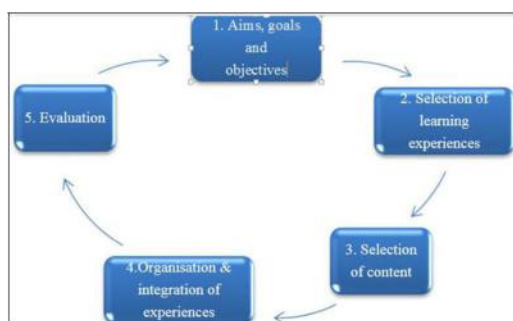 1. Aims, goals
and
objectives
2. Selection of
learning
experiences
3. Selection
of content
4.Organisation &
integration of
experiences
5. Evaluation